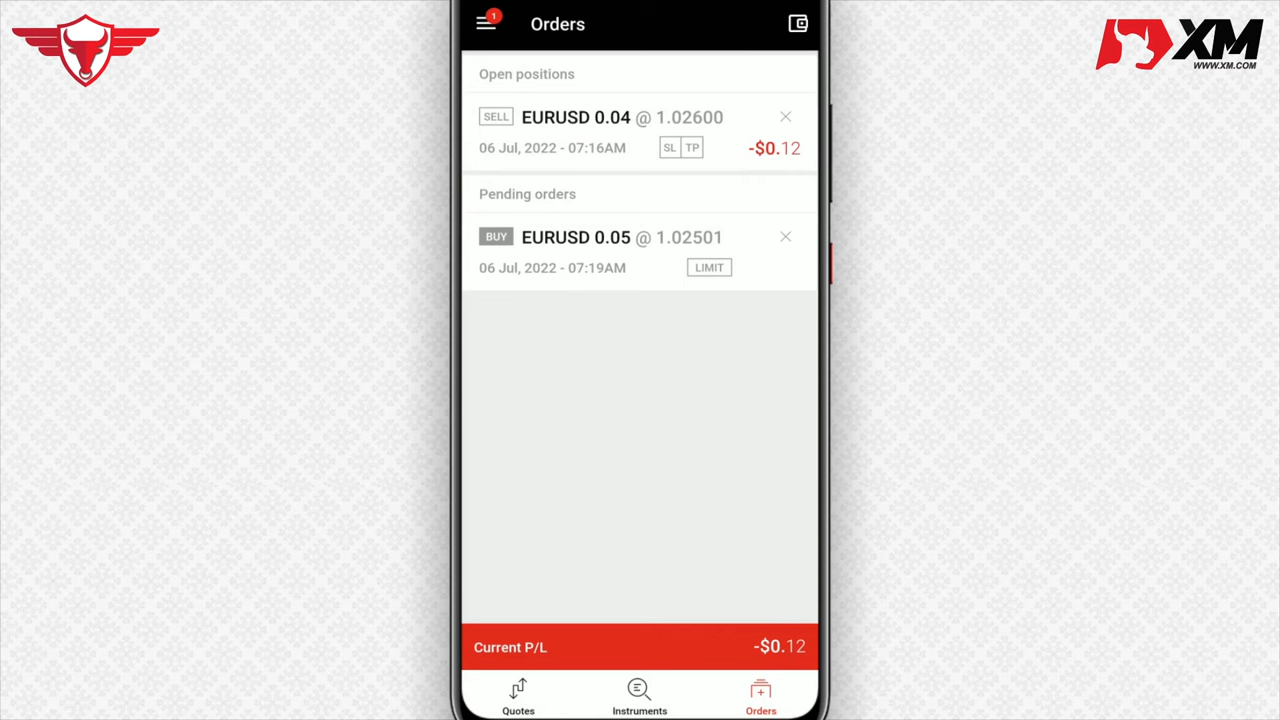 1
Orders
XM
WWW.XM.COM
Open positions
SELL EURUSD 0.04 @ 1.02600
06 Jul, 2022 - 07:16AM SL TP -$0.12
Pending orders
BUY EURUSD 0.05 @ 1.02501
06 Jul, 2022 - 07:19AM LIMIT
Current P/L -$0.12
Quotes Instruments Orders